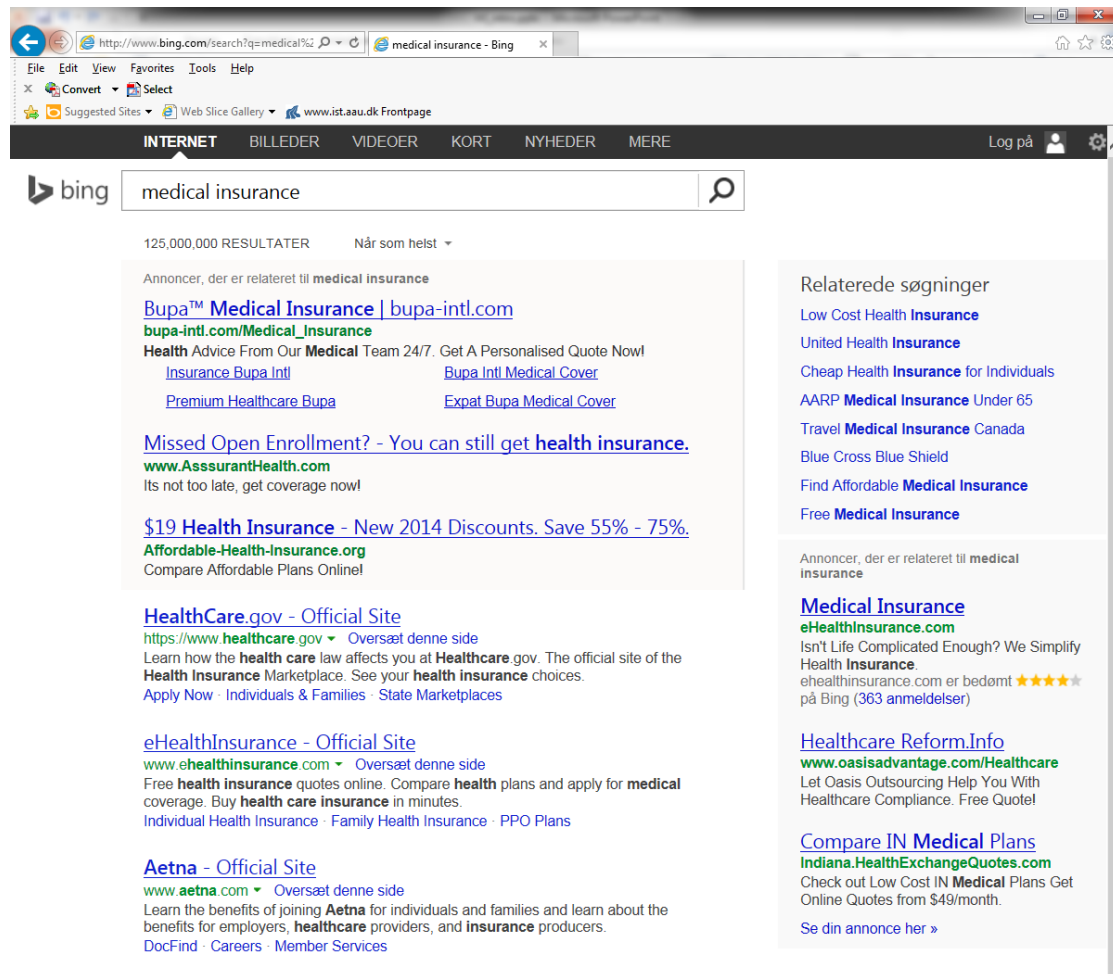 http://www.bing.com/search?q=medical%2
medical insurance - Bing
File Edit View Favorites Tools Help
Convert Select
Suggested Sites Web Slice Gallery www.ist.aau.dk Frontpage
INTERNET BILLEDER VIDEOER KORT NYHEDER MERE Log på
bing medical insurance
125,000,000 RESULTATER Når som helst
Annoncer, der er relateret til medical insurance
Bupa™ Medical Insurance | bupa-intl.com
bupa-intl.com/Medical_Insurance
Health Advice From Our Medical Team 24/7. Get A Personalised Quote Now!
Insurance Bupa Intl Bupa Intl Medical Cover
Premium Healthcare Bupa Expat Bupa Medical Cover
Missed Open Enrollment? - You can still get health insurance.
www.AsssurantHealth.com
Its not too late, get coverage now!
$19 Health Insurance - New 2014 Discounts. Save 55% - 75%.
Affordable-Health-Insurance.org
Compare Affordable Plans Online!
HealthCare.gov - Official Site
https://www.healthcare.gov Oversæt denne side
Learn how the health care law affects you at Healthcare.gov. The official site of the
Health Insurance Marketplace. See your health insurance choices.
Apply Now · Individuals & Families · State Marketplaces
eHealthInsurance - Official Site
www.ehealthinsurance.com Oversæt denne side
Free health insurance quotes online. Compare health plans and apply for medical
coverage. Buy health care insurance in minutes.
Individual Health Insurance · Family Health Insurance · PPO Plans
Aetna - Official Site
www.aetna.com Oversæt denne side
Learn the benefits of joining Aetna for individuals and families and learn about the
benefits for employers, healthcare providers, and insurance producers.
DocFind · Careers · Member Services
Relaterede søgninger
Low Cost Health Insurance
United Health Insurance
Cheap Health Insurance for Individuals
AARP Medical Insurance Under 65
Travel Medical Insurance Canada
Blue Cross Blue Shield
Find Affordable Medical Insurance
Free Medical Insurance
Annoncer, der er relateret til medical
insurance
Medical Insurance
eHealthInsurance.com
Isn't Life Complicated Enough? We Simplify
Health Insurance.
ehealthinsurance.com er bedømt
på Bing (363 anmeldelser)
Healthcare Reform.Info
www.oasisadvantage.com/Healthcare
Let Oasis Outsourcing Help You With
Healthcare Compliance. Free Quote!
Compare IN Medical Plans
Indiana.HealthExchangeQuotes.com
Check out Low Cost IN Medical Plans Get
Online Quotes from $49/month.
Se din annonce her »